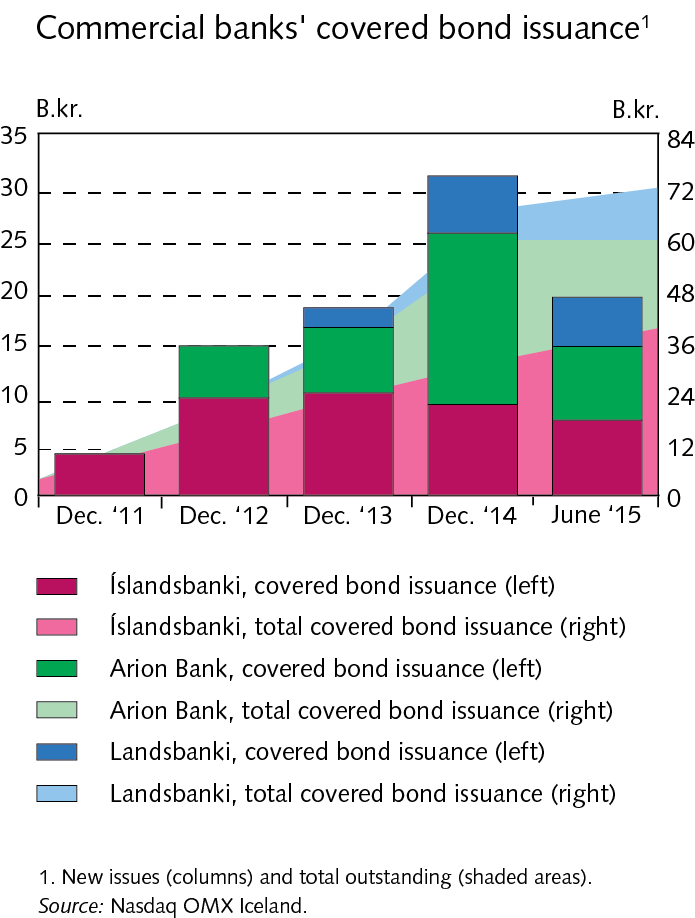 Commercial banks' covered bond issuance¹
B.kr. B.kr.
35 84
30 72
25 60
20 48
15 36
10 24
5 12
0 0
Dec. ‘11 Dec. ‘12 Dec. ‘13 Dec. ‘14 June ‘15
Íslandsbanki, covered bond issuance (left)
Íslandsbanki, total covered bond issuance (right)
Arion Bank, covered bond issuance (left)
Arion Bank, total covered bond issuance (right)
Landsbanki, covered bond issuance (left)
Landsbanki, total covered bond issuance (right)
1. New issues (columns) and total outstanding (shaded areas).
Source: Nasdaq OMX Iceland.